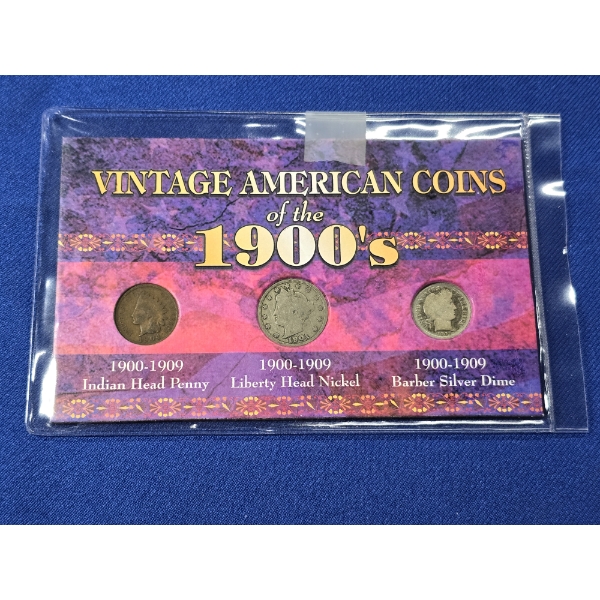 VINTAGE AMERICAN COINS
of the
1900's
1900-1909
Indian Head Penny
1900-1909
Liberty Head Nickel
1900-1909
Barber Silver Dime